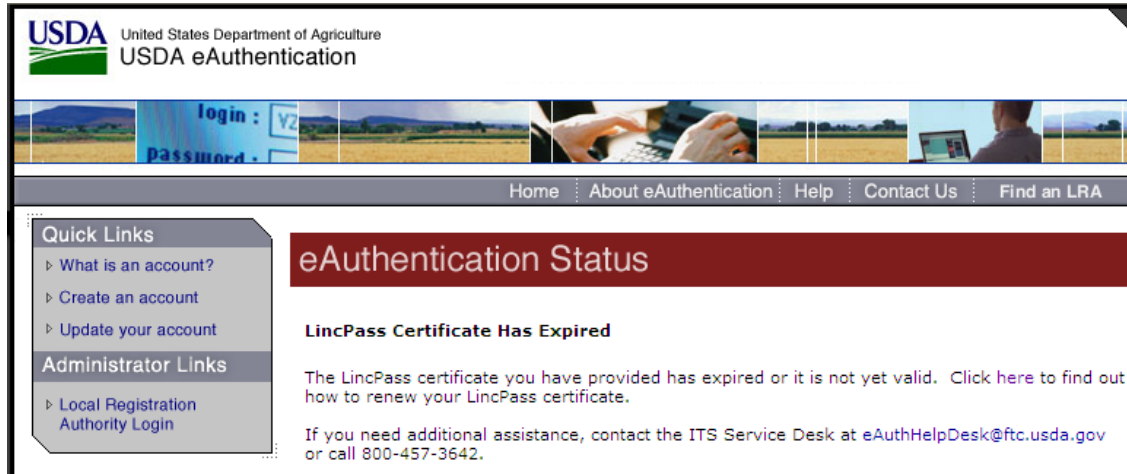 USDA
United States Department of Agriculture
USDA eAuthentication
login :
YZ
password :
Home
About eAuthentication
Help
Contact Us
Find an LRA
Quick Links
What is an account?
Create an account
Update your account
Administrator Links
Local Registration
Authority Login
eAuthentication Status
LincPass Certificate Has Expired
The LincPass certificate you have provided has expired or it is not yet valid. Click here to find out
how to renew your LincPass certificate.
If you need additional assistance, contact the ITS Service Desk at eAuthHelpDesk@ftc.usda.gov
or call 800-457-3642.